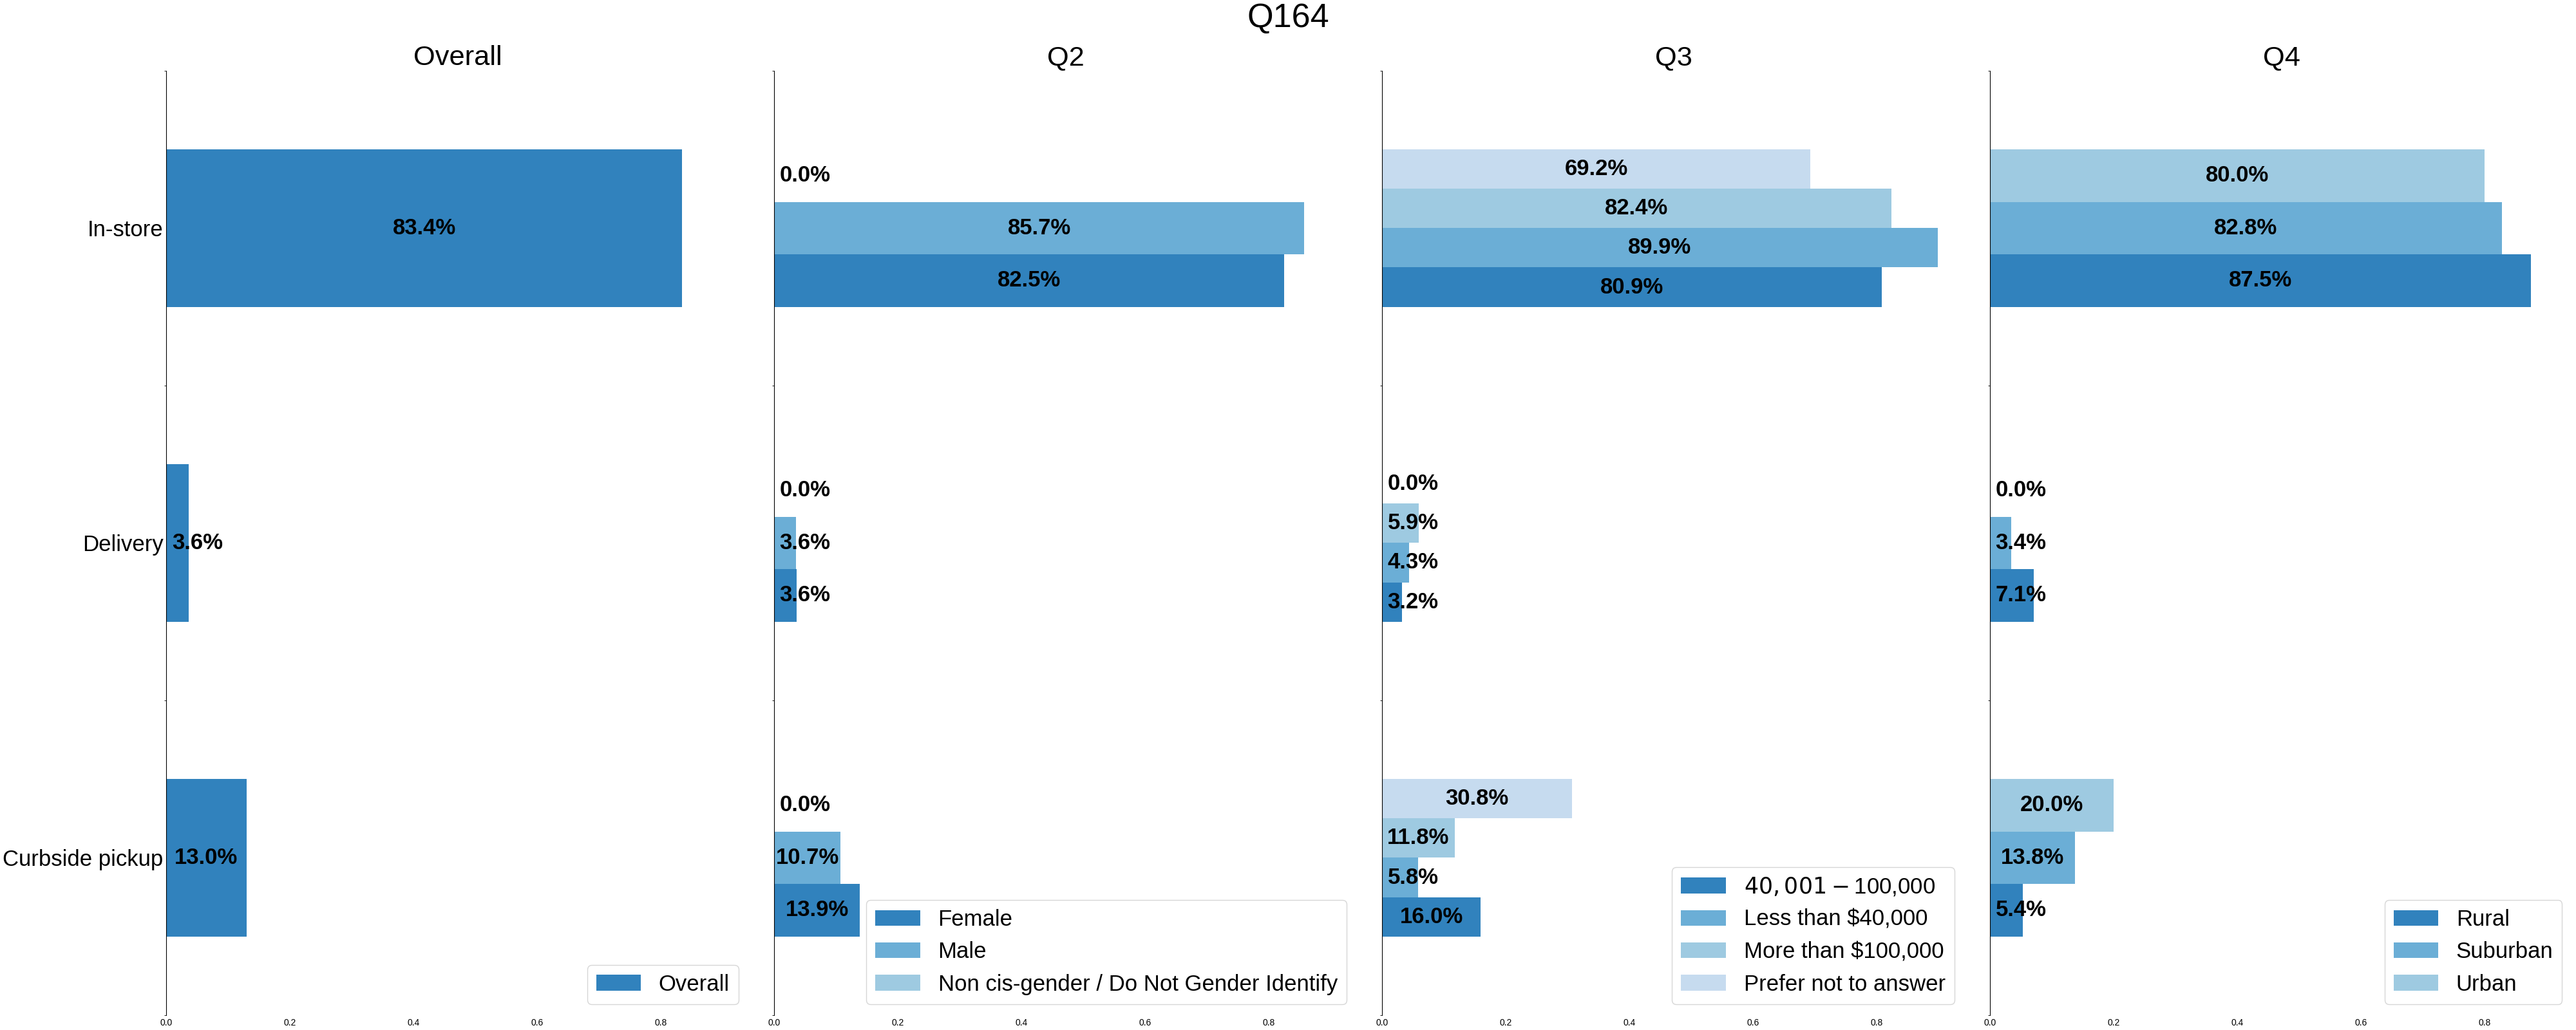 Q164
Overall
Q2
Q3
Q4
In-store
Delivery
Curbside pickup
83.4%
3.6%
13.0%
0.0 0.2 0.4 0.6 0.8
Overall
0.0%
85.7%
82.5%
0.0%
3.6%
3.6%
0.0%
10.7%
13.9%
Female
Male
Non cis-gender / Do Not Gender Identify
0.0 0.2 0.4 0.6 0.8
69.2%
82.4%
89.9%
80.9%
0.0%
5.9%
4.3%
3.2%
30.8%
11.8%
5.8%
16.0%
40,001-100,000
Less than $40,000
More than $100,000
Prefer not to answer
0.0 0.2 0.4 0.6 0.8
80.0%
82.8%
87.5%
0.0%
3.4%
7.1%
20.0%
13.8%
5.4%
Rural
Suburban
Urban
0.0 0.2 0.4 0.6 0.8